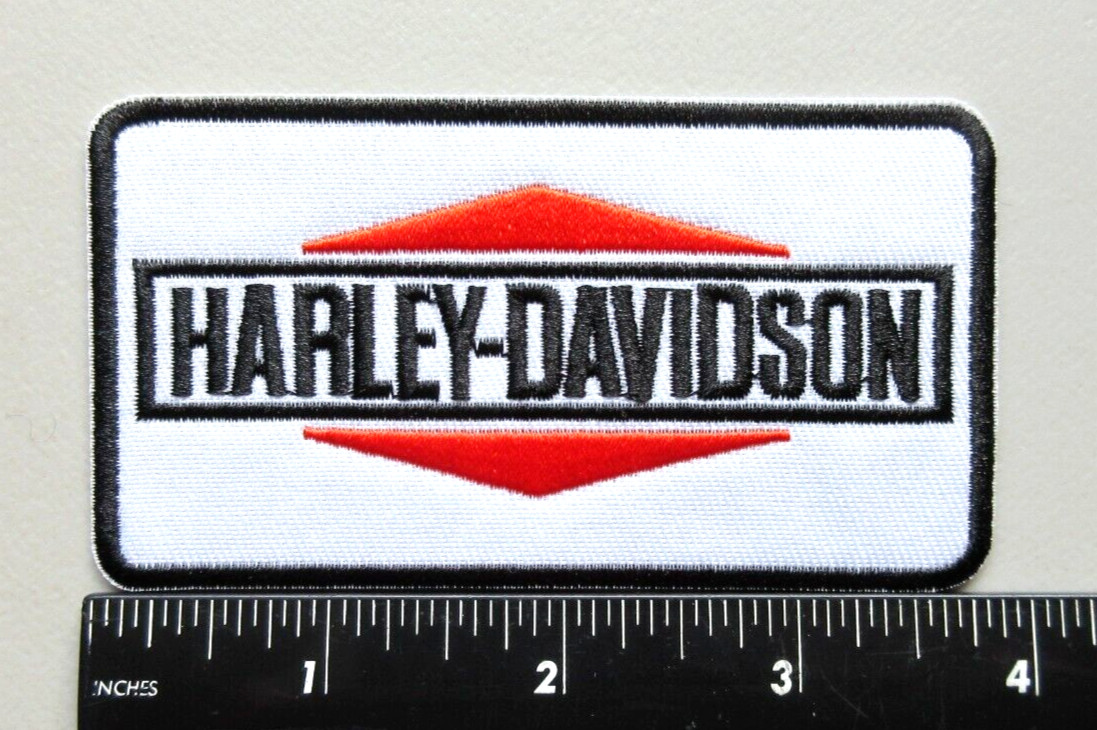 HARLEY-DAVIDSON
1 2 3 4
INCHES